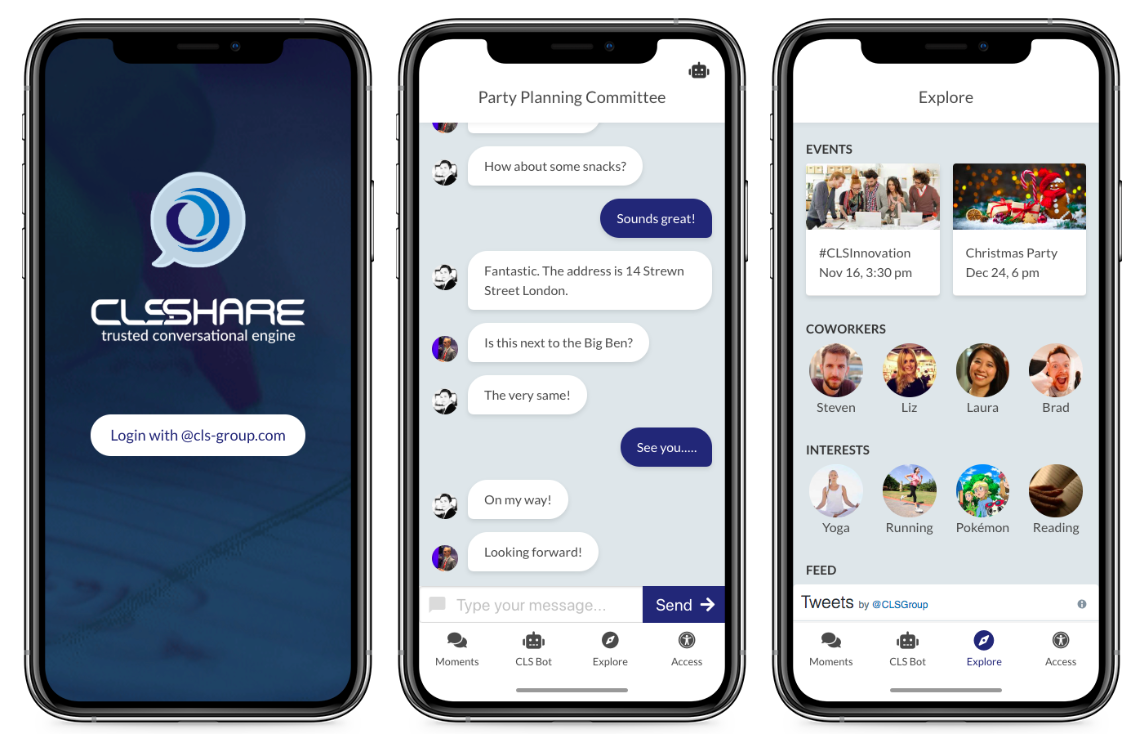 CLSSHARE
trusted conversational engine
Login with @cls-group.com
Party Planning Committee
How about some snacks?
Sounds great!
Fantastic. The address is 14 Strewn
Street London.
Is this next to the Big Ben?
The very same!
See you.....
On my way!
Looking forward!
Type your message...
Send
Moments
CLS Bot
Explore
Access
Explore
EVENTS
#CLSInnovation
Nov 16, 3:30 pm
Christmas Party
Dec 24, 6 pm
COWORKERS
Steven
Liz
Laura
Brad
INTERESTS
Yoga
Running
Pokémon
Reading
FEED
Tweets by @CLSGroup
Moments
CLS Bot
Explore
Access